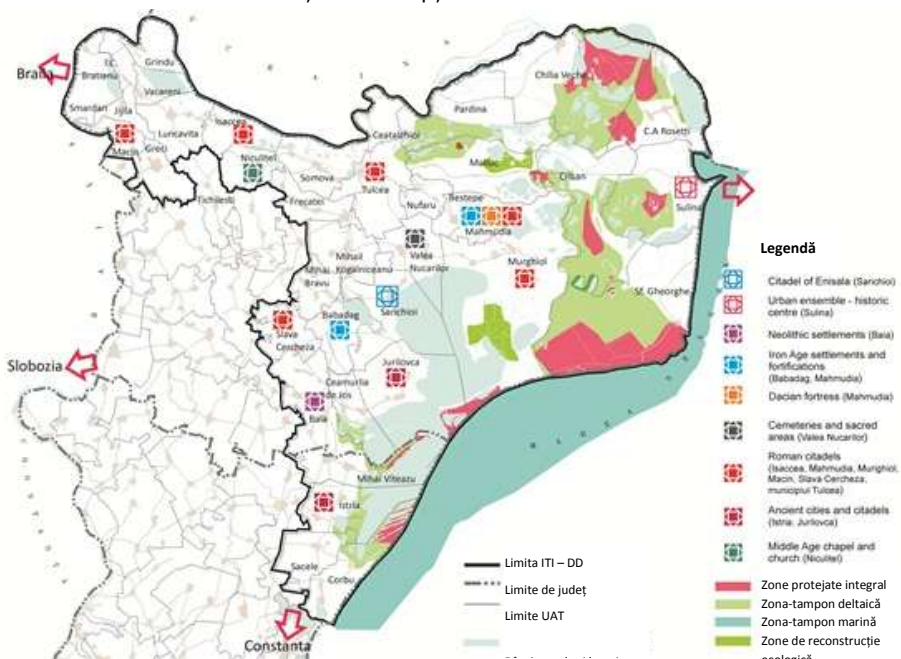 Braila
I.C.
Bratianu
Grindu
Vacareni
Smardan
Jijila
Luncavita
Isaccea
Macin
Greci
Niculițel
Tichilesti
Somova
Frecatei
Tulcea
Ceatalchioi
Pardina
Chilia Veche
C.A Rosetti
Maliuc
Crisan
Sulina
Nufaru
Bestepe
Mahmudia
Valea
Nucarilor
Murghiol
Sf. Gheorghe
Mihail
Kogalniceanu
Mihai
Bravu
Sarichioi
Babadag
Slava
Cercheza
Jurilovca
Ceamurlia
de Jos
Baia
Slobozia
Mihai Viteazu
Istria
Sacele
Corbu
Constanta
Legendă
Citadel of Enisala (Sarichioi)
Urban ensemble - historic
centre (Sulina)
Neolithic settlements (Baia)
Iron Age settlements and
fortifications
(Babadag, Mahmudia)
Dacian fortress (Mahmudia)
Cemeteries and sacred
areas (Valea Nucarilor)
Roman citadels
(Isaccea, Mahmudia, Murighiol,
Macin, Slava Cercheza,
municipiul Tulcea)
Ancient cities and citadels
(Istria; Jurilovca)
Middle Age chapel and
church (Niculitel)
Limita ITI – DD
Limite de județ
Limite UAT
Zone protejate integral
Zona-tampon deltaică
Zona-tampon marină
Zone de reconstrucție
ecologică